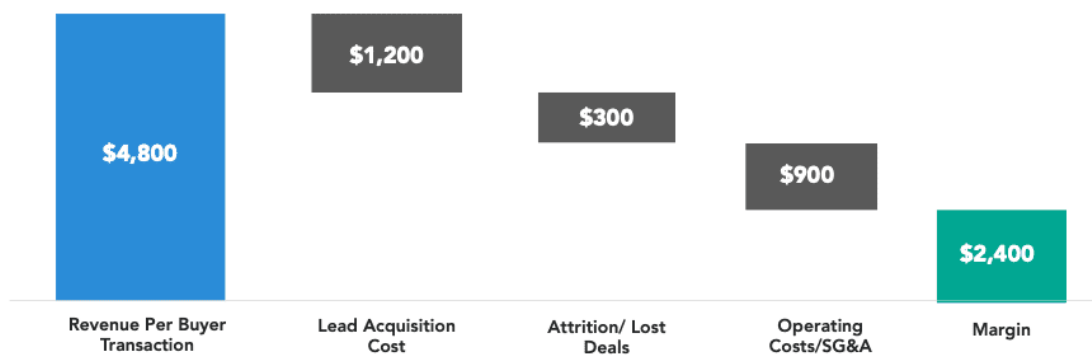 $4,800
$1,200
$300
$900
$2,400
Revenue Per Buyer
Transaction
Lead Acquisition
Cost
Attrition/ Lost
Deals
Operating
Costs/SG&A
Margin